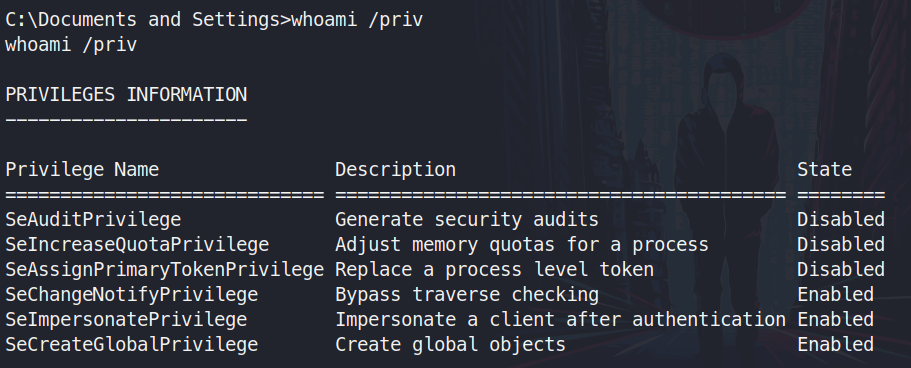 C:\Documents and Settings>whoami /priv
whoami /priv
PRIVILEGES INFORMATION
----------------------
Privilege Name                Description                               State
============================= ========================================= ========
SeAuditPrivilege              Generate security audits                  Disabled
SeIncreaseQuotaPrivilege      Adjust memory quotas for a process        Disabled
SeAssignPrimaryTokenPrivilege Replace a process level token             Disabled
SeChangeNotifyPrivilege       Bypass traverse checking                  Enabled
SeImpersonatePrivilege        Impersonate a client after authentication Enabled
SeCreateGlobalPrivilege       Create global objects                     Enabled